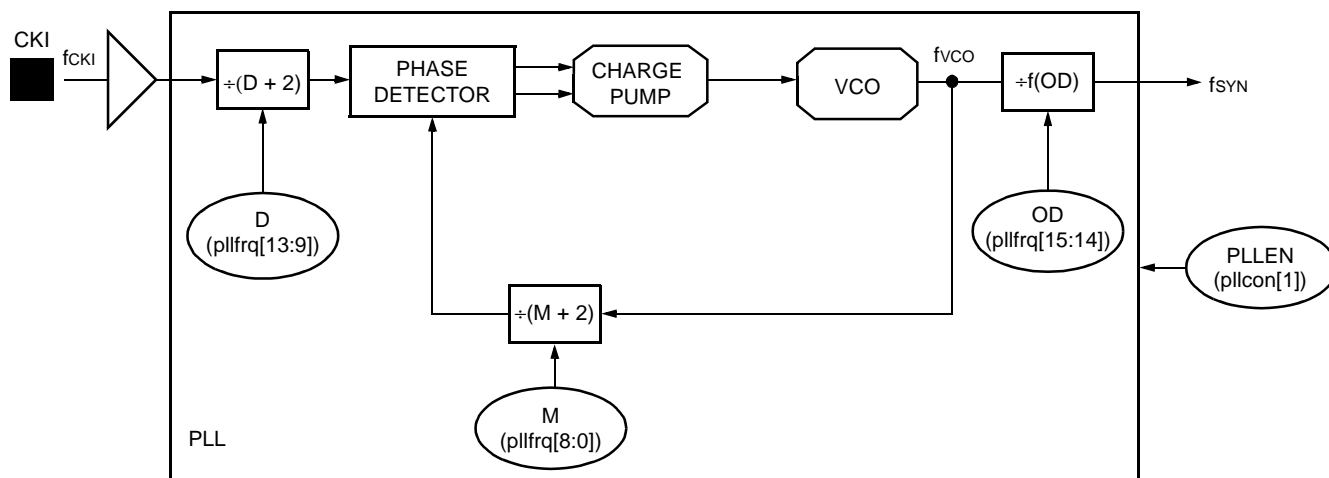 CKI
fCKI
÷(D + 2)
PHASE
DETECTOR
CHARGE
PUMP
VCO
fVCO
÷f(OD)
fSYN
D
(pllfrq[13:9])
OD
(pllfrq[15:14])
PLLEN
(pllcon[1])
÷(M + 2)
M
(pllfrq[8:0])
PLL